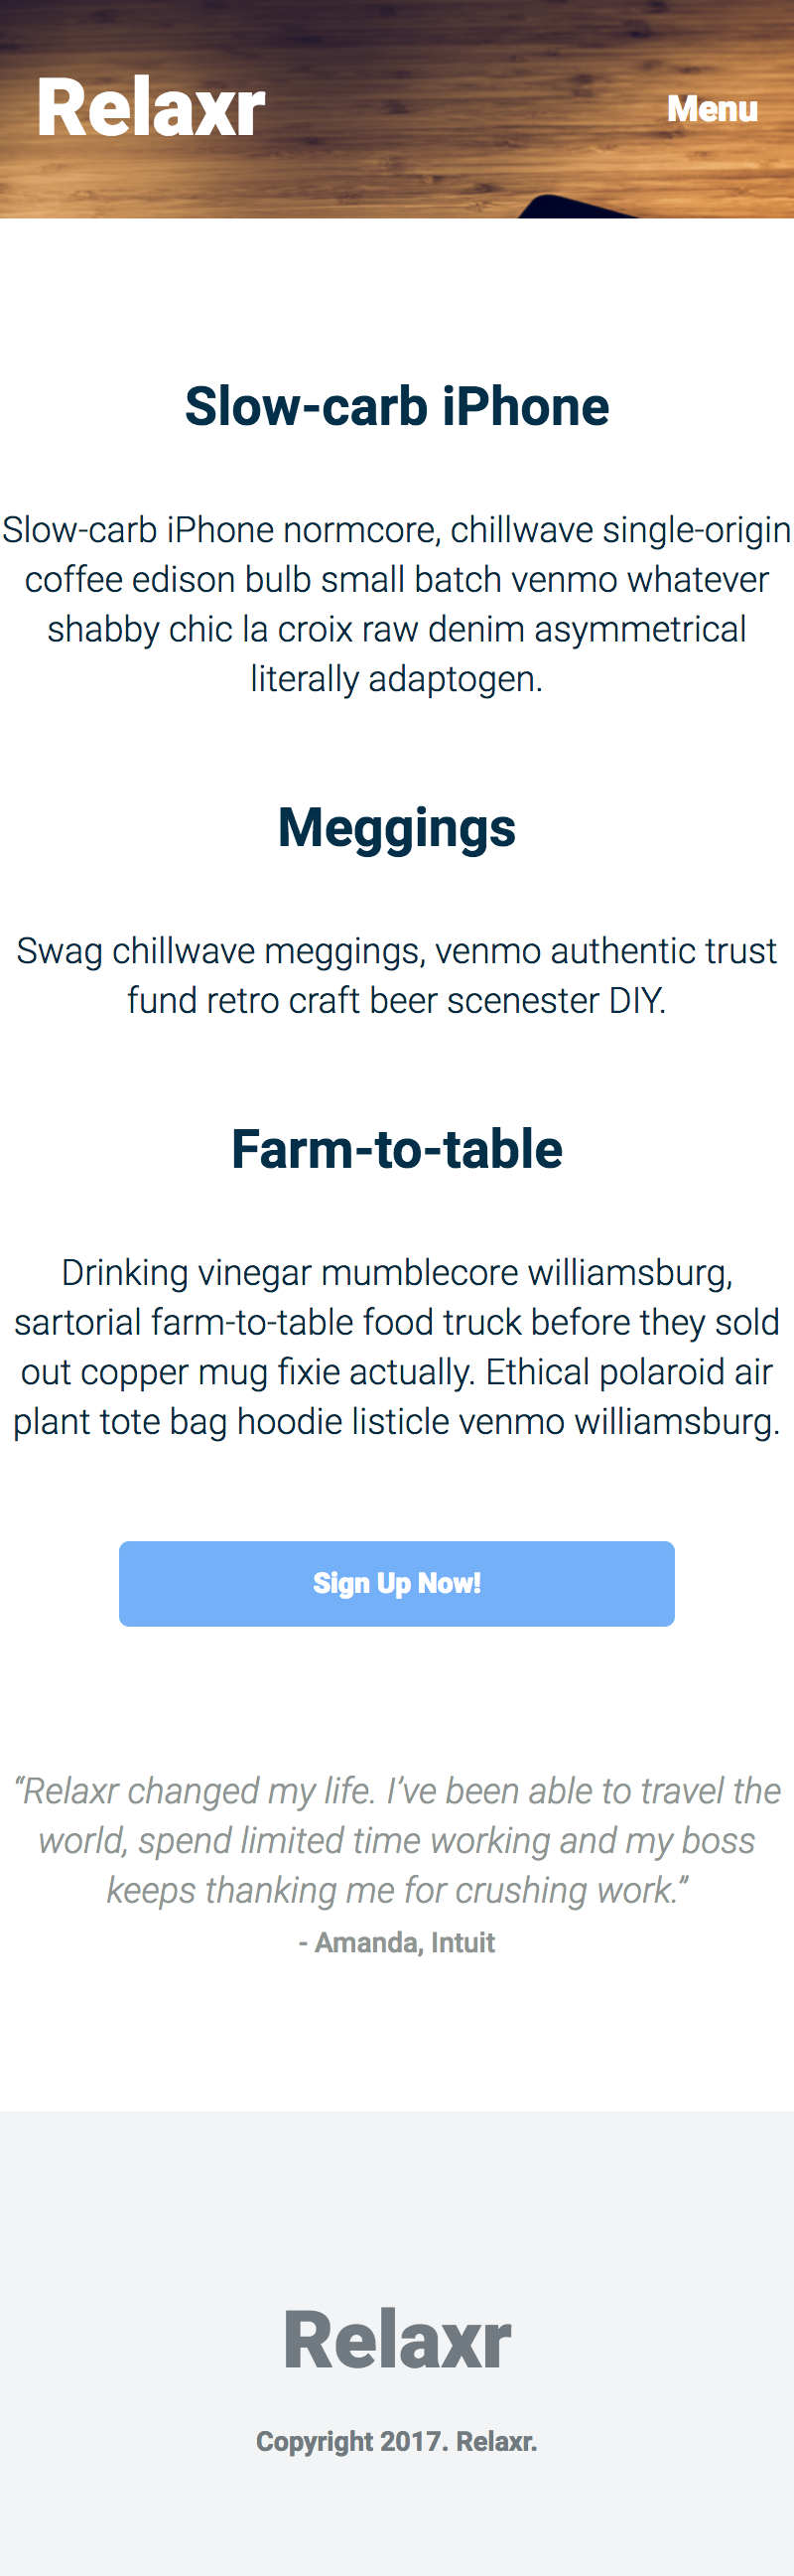 Relaxr
Menu
Slow-carb iPhone
Slow-carb iPhone normcore, chillwave single-origin
coffee edison bulb small batch venmo whatever
shabby chic la croix raw denim asymmetrical
literally adaptogen.
Meggings
Swag chillwave meggings, venmo authentic trust
fund retro craft beer scenester DIY.
Farm-to-table
Drinking vinegar mumblecore williamsburg,
sartorial farm-to-table food truck before they sold
out copper mug fixie actually. Ethical polaroid air
plant tote bag hoodie listicle venmo williamsburg.
Sign Up Now!
“Relaxr changed my life. I’ve been able to travel the
world, spend limited time working and my boss
keeps thanking me for crushing work.”
- Amanda, Intuit
Relaxr
Copyright 2017. Relaxr.